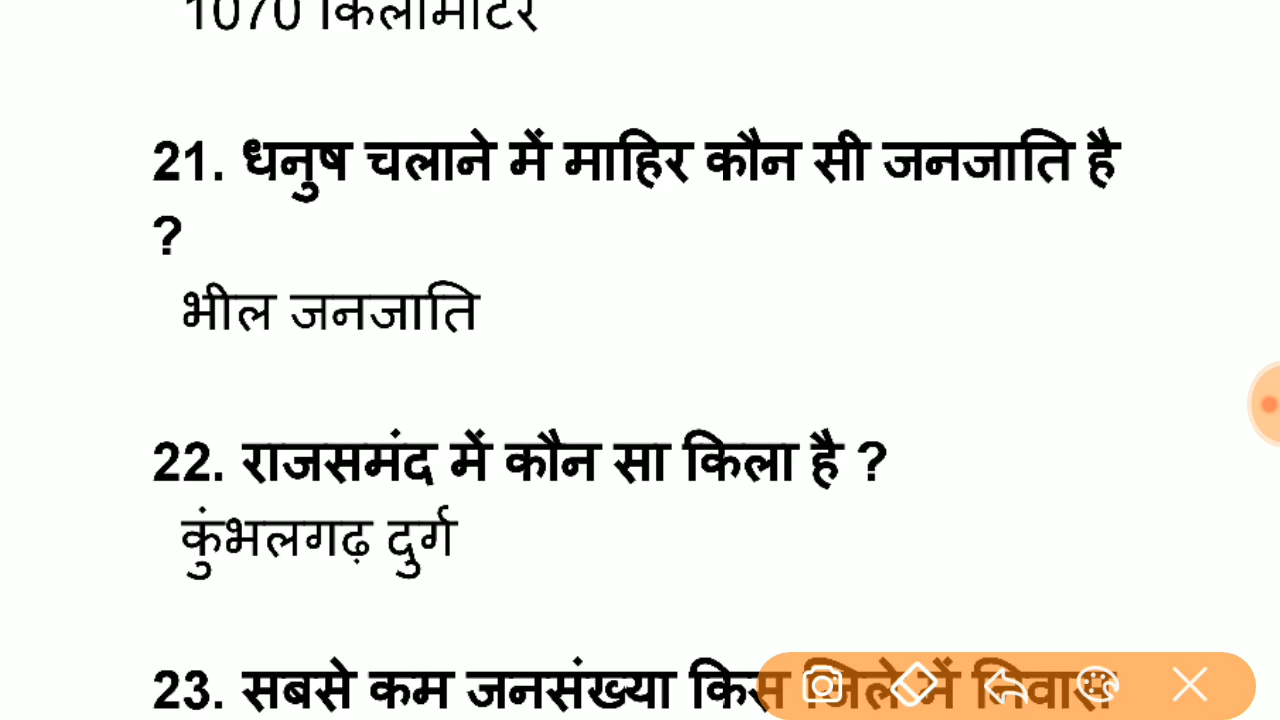 1070 किलोमीटर
21. धनुष चलाने में माहिर कौन सी जनजाति है
?
भील जनजाति
22. राजसमंद में कौन सा किला है ?
कुंभलगढ़ दुर्ग
23. सबसे कम जनसंख्या किस जिले में निवास